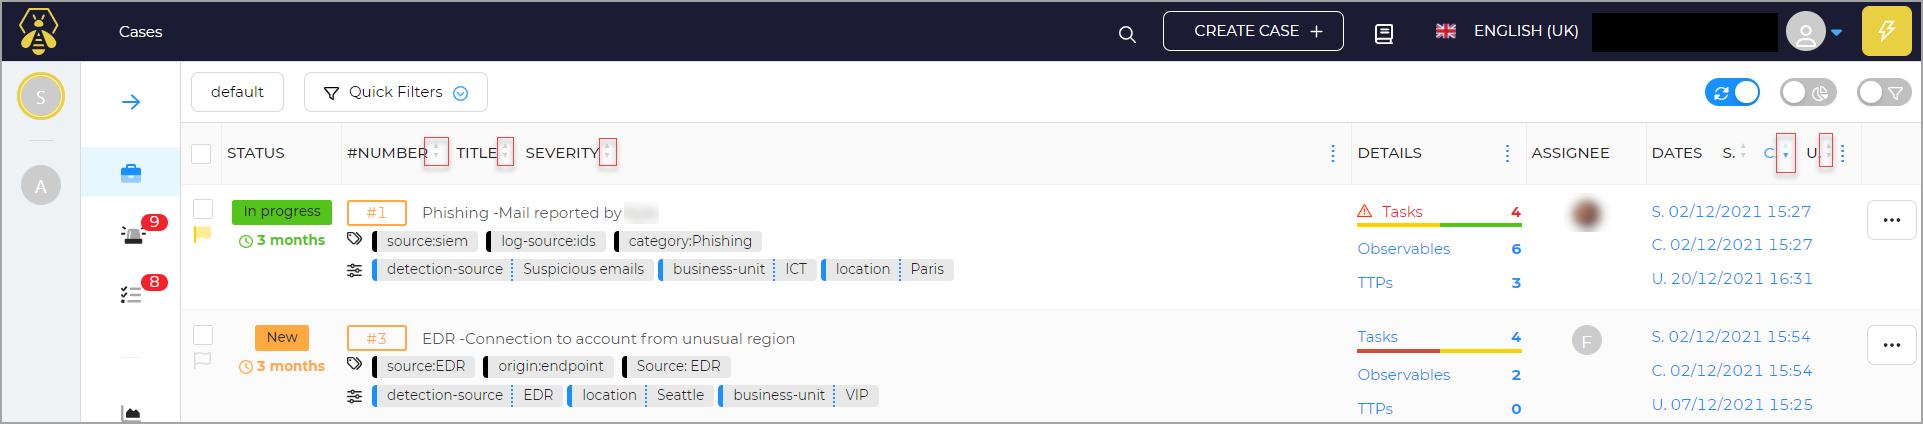 Cases
CREATE CASE +
ENGLISH (UK)
S
A
9
8
default
Quick Filters
STATUS #NUMBER TITLE SEVERITY DETAILS ASSIGNEE DATES S. C. U.
In progress #1 Phishing -Mail reported by Tasks 4 S. 02/12/2021 15:27
3 months source:siem log-source:ids category:Phishing Observables 6 C. 02/12/2021 15:27
detection-source Suspicious emails business-unit ICT location Paris TTPs 3 U. 20/12/2021 16:31
New #3 EDR -Connection to account from unusual region Tasks 4 F S. 02/12/2021 15:54
3 months source:EDR origin:endpoint Source: EDR Observables 2 C. 02/12/2021 15:54
detection-source EDR location Seattle business-unit VIP TTPs 0 U. 07/12/2021 15:25